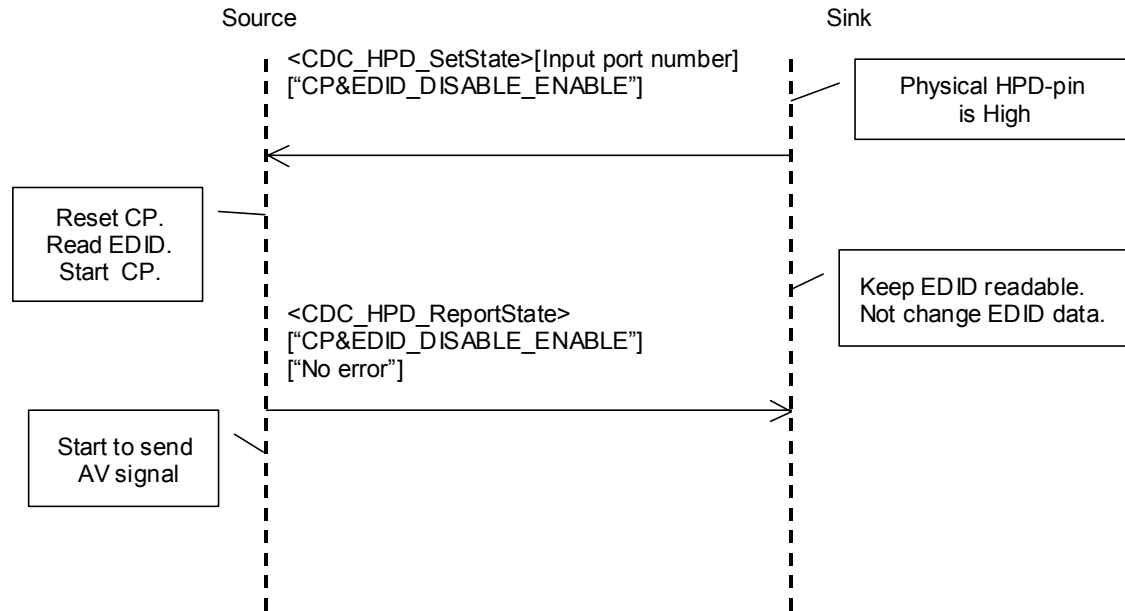 Source
Sink
<CDC_HPD_SetState>[Input port number]
[“CP&EDID_DISABLE_ENABLE”]
Physical HPD-pin
is High
Reset CP.
Read EDID.
Start CP.
Keep EDID readable.
Not change EDID data.
<CDC_HPD_ReportState>
[“CP&EDID_DISABLE_ENABLE”]
[“No error”]
Start to send
AV signal